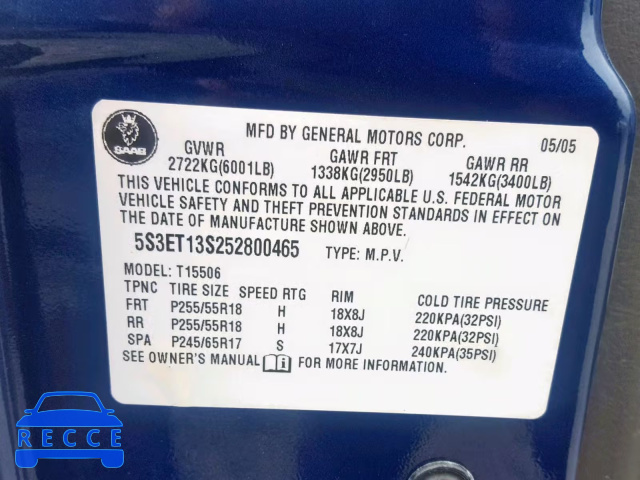 SAAB
MFD BY GENERAL MOTORS CORP. 05/05
GVWR GAWR FRT GAWR RR
2722KG(6001LB) 1338KG(2950LB) 1542KG(3400LB)
THIS VEHICLE CONFORMS TO ALL APPLICABLE U.S. FEDERAL MOTOR
VEHICLE SAFETY AND THEFT PREVENTION STANDARDS IN EFFECT ON
THE DATE OF MANUFACTURE SHOWN ABOVE.
5S3ET13S252800465 TYPE: M.P.V.
MODEL: T15506
TPNC TIRE SIZE SPEED RTG RIM COLD TIRE PRESSURE
FRT P255/55R18 H 18X8J 220KPA(32PSI)
RR P255/55R18 H 18X8J 220KPA(32PSI)
SPA P245/65R17 S 17X7J 240KPA(35PSI)
SEE OWNER'S MANUAL FOR MORE INFORMATION.
RECCE